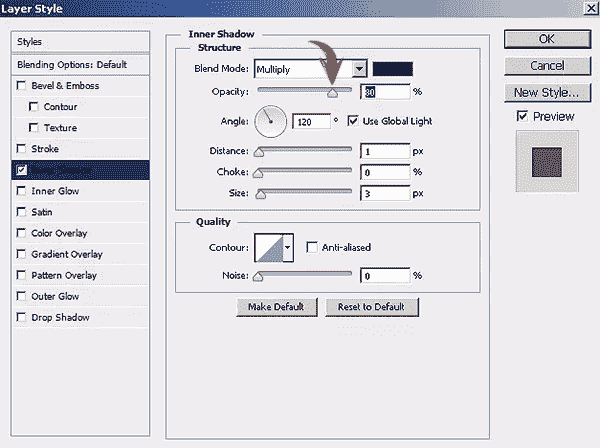 Layer Style
Styles
Blending Options: Default
Bevel & Emboss
Contour
Texture
Stroke
Inner Glow
Satin
Color Overlay
Gradient Overlay
Pattern Overlay
Outer Glow
Drop Shadow
Inner Shadow
Structure
Blend Mode: Multiply
Opacity: 80 %
Angle: 120 ° Use Global Light
Distance: 1 px
Choke: 0 %
Size: 3 px
Quality
Contour: Anti-aliased
Noise: 0 %
Make Default Reset to Default
OK
Cancel
New Style...
Preview